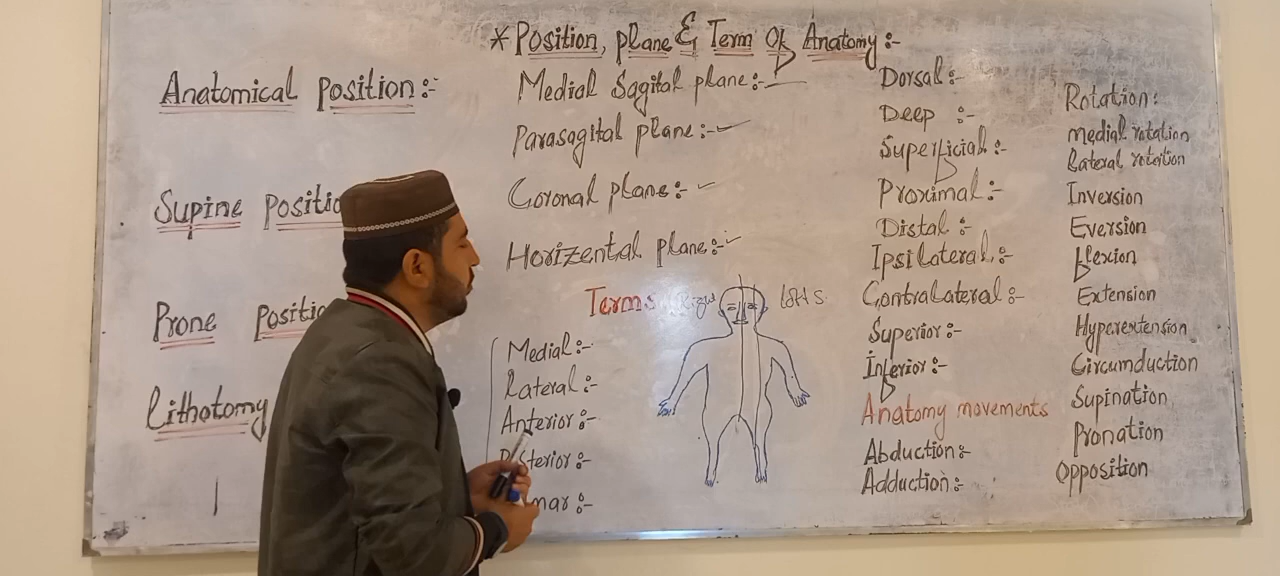 * Position, plane & Term Of Anatomy :-
Anatomical position :-
Supine
Prone
Lithotomy
Medial Sagital plane :-
Parasagital plane :-
Coronal plane :-
Horizental plane :-
Terms
Medial :-
Lateral :-
Anterior :-
Dorsal :-
Deep :-
Superficial :-
Proximal :-
Distal :-
Ipsilateral :-
Contralateral :-
Superior :-
Inferior :-
Anatomy movements
Abduction :-
Adduction :-
Rotation :
medial rotation
Lateral rotation
Inversion
Eversion
flexion
Extension
Hyperextension
Circumduction
Supination
Pronation
Opposition